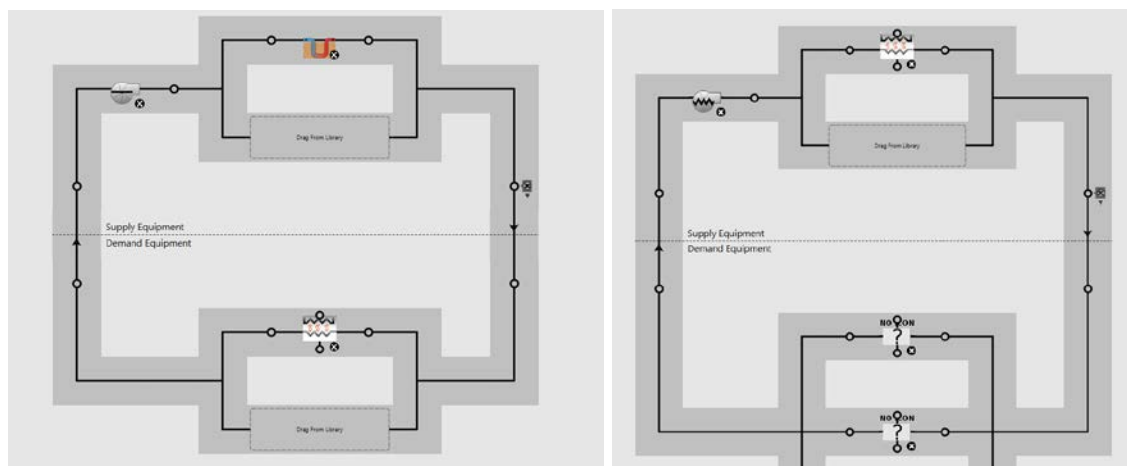 Drag From Library
Supply Equipment
Demand Equipment
Drag From Library
Drag From Library
Supply Equipment
Demand Equipment
NO ON
?
NO ON
?